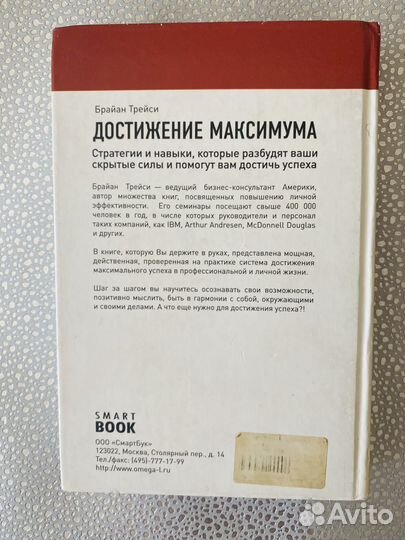 Брайан Трейси
ДОСТИЖЕНИЕ МАКСИМУМА
Стратегии и навыки, которые разбудят ваши
скрытые силы и помогут вам достичь успеха
Брайан Трейси — ведущий бизнес-консультант Америки,
автор множества книг, посвященных повышению личной
эффективности. Его семинары посещают свыше 400 000
человек в год, в числе которых руководители и персонал
таких компаний, как IBM, Arthur Andresen, McDonnell Douglas
и других.
В книге, которую Вы держите в руках, представлена мощная,
действенная, проверенная на практике система достижения
максимального успеха в профессиональной и личной жизни.
Шаг за шагом вы научитесь осознавать свои возможности,
позитивно мыслить, быть в гармонии с собой, окружающими
и своими делами. А что еще нужно для достижения успеха?!
SMART
BOOK
ООО «СмартБук»
123022, Москва, Столярный пер., д. 14
Тел./факс: (495)-777-17-99
http://www.omega-l.ru
Avito